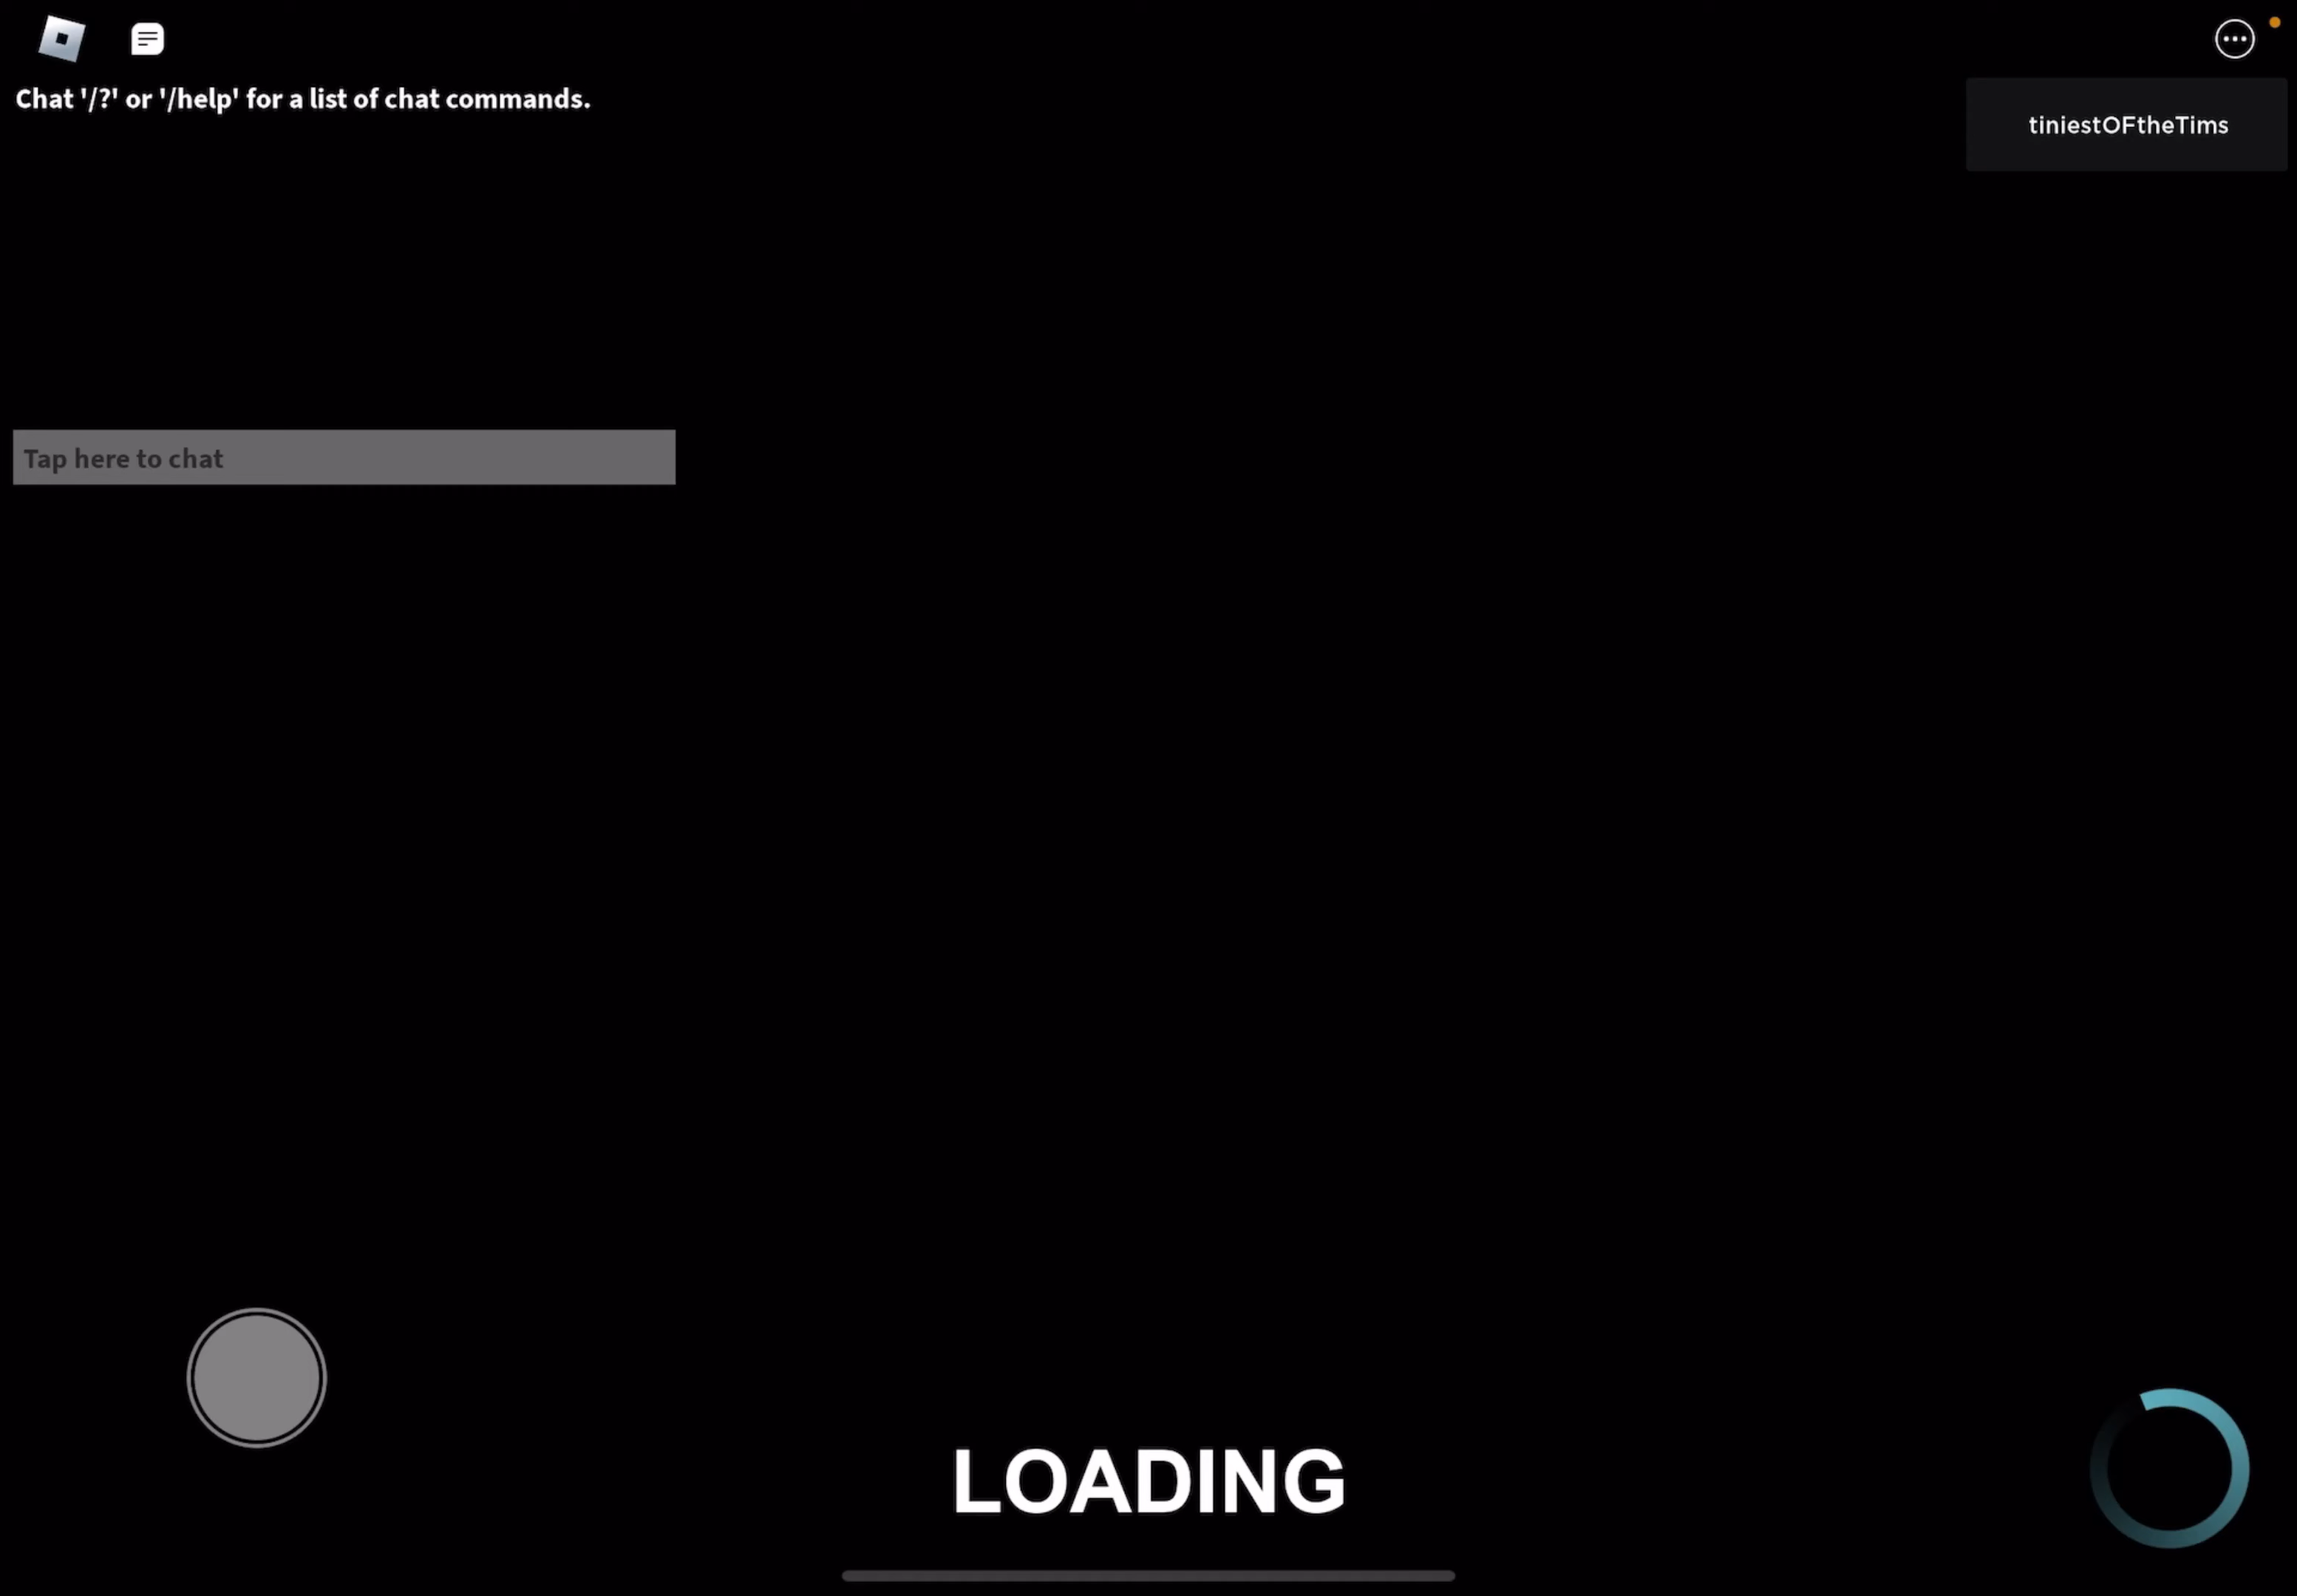 Chat '/?' or '/help' for a list of chat commands.
tiniestOFtheTims
Tap here to chat
LOADING